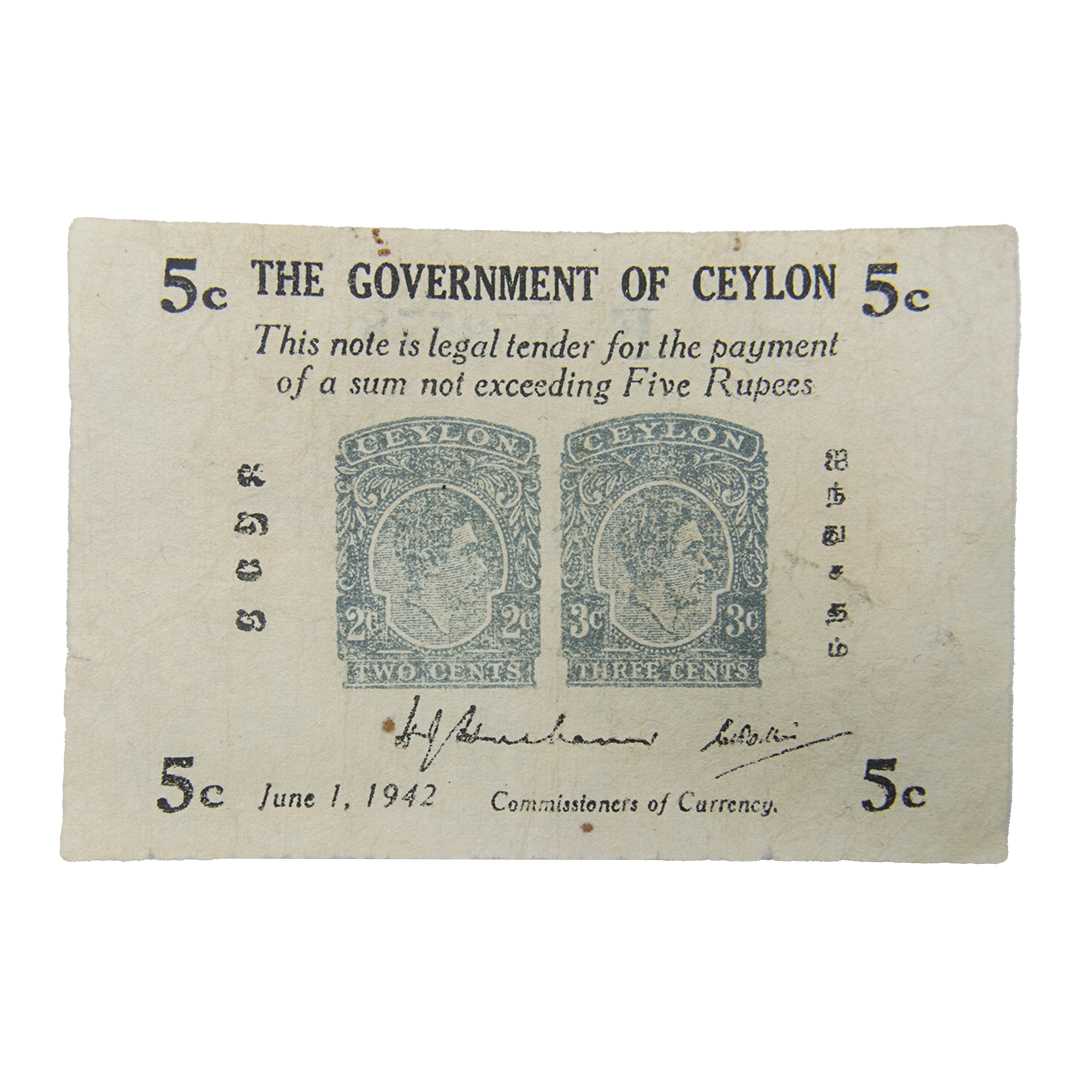 5c THE GOVERNMENT OF CEYLON 5c
This note is legal tender for the payment
of a sum not exceeding Five Rupees
CEYLON
2c 2c
TWO CENTS
CEYLON
3c 3c
THREE CENTS
ஐந்துசதம்
5c June 1, 1942 Commissioners of Currency. 5c